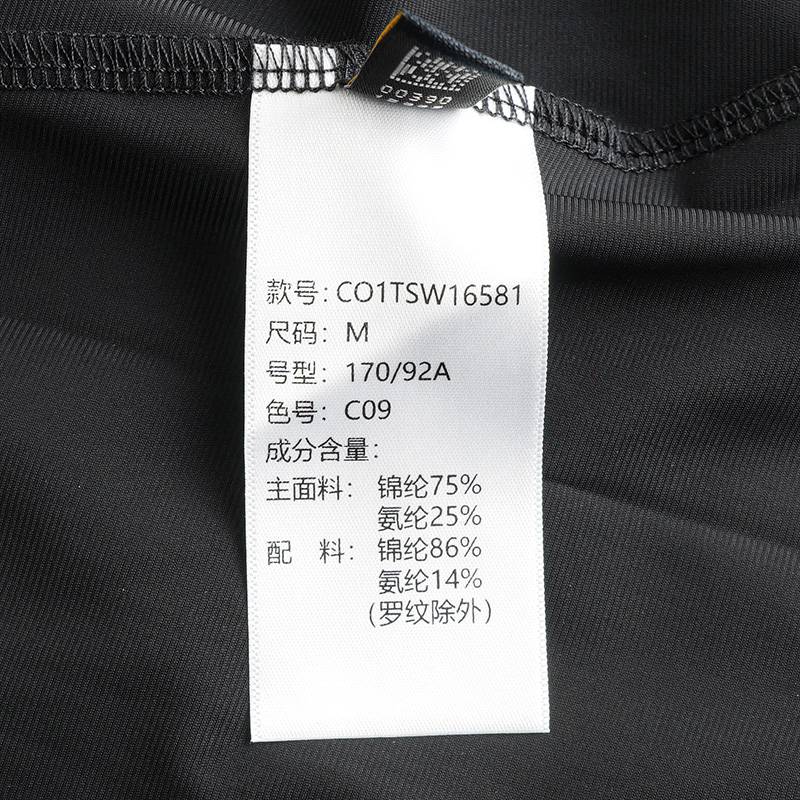 00390
款号: CO1TSW16581
尺码: M
号型: 170/92A
色号: C09
成分含量:
主面料: 锦纶75%
氨纶25%
配 料: 锦纶86%
氨纶14%
(罗纹除外)